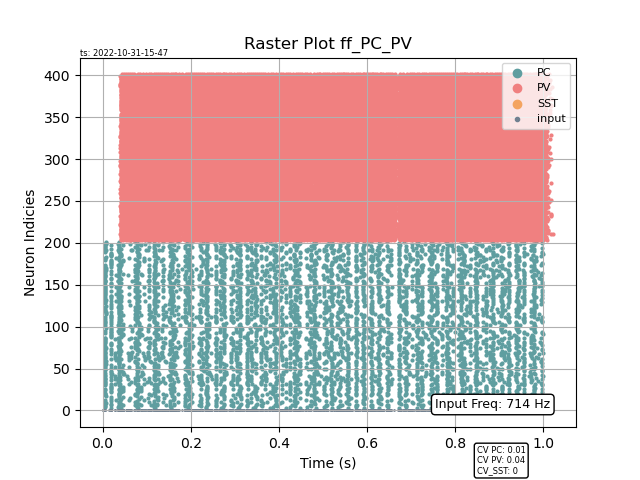 Raster Plot ff_PC_PV
ts: 2022-10-31-15-47
PC
PV
SST
input
Neuron Indicies
400
350
300
250
200
150
100
50
0
Input Freq: 714 Hz
0.0 0.2 0.4 0.6 0.8 1.0
Time (s)
CV PC: 0.01
CV PV: 0.04
CV_SST: 0